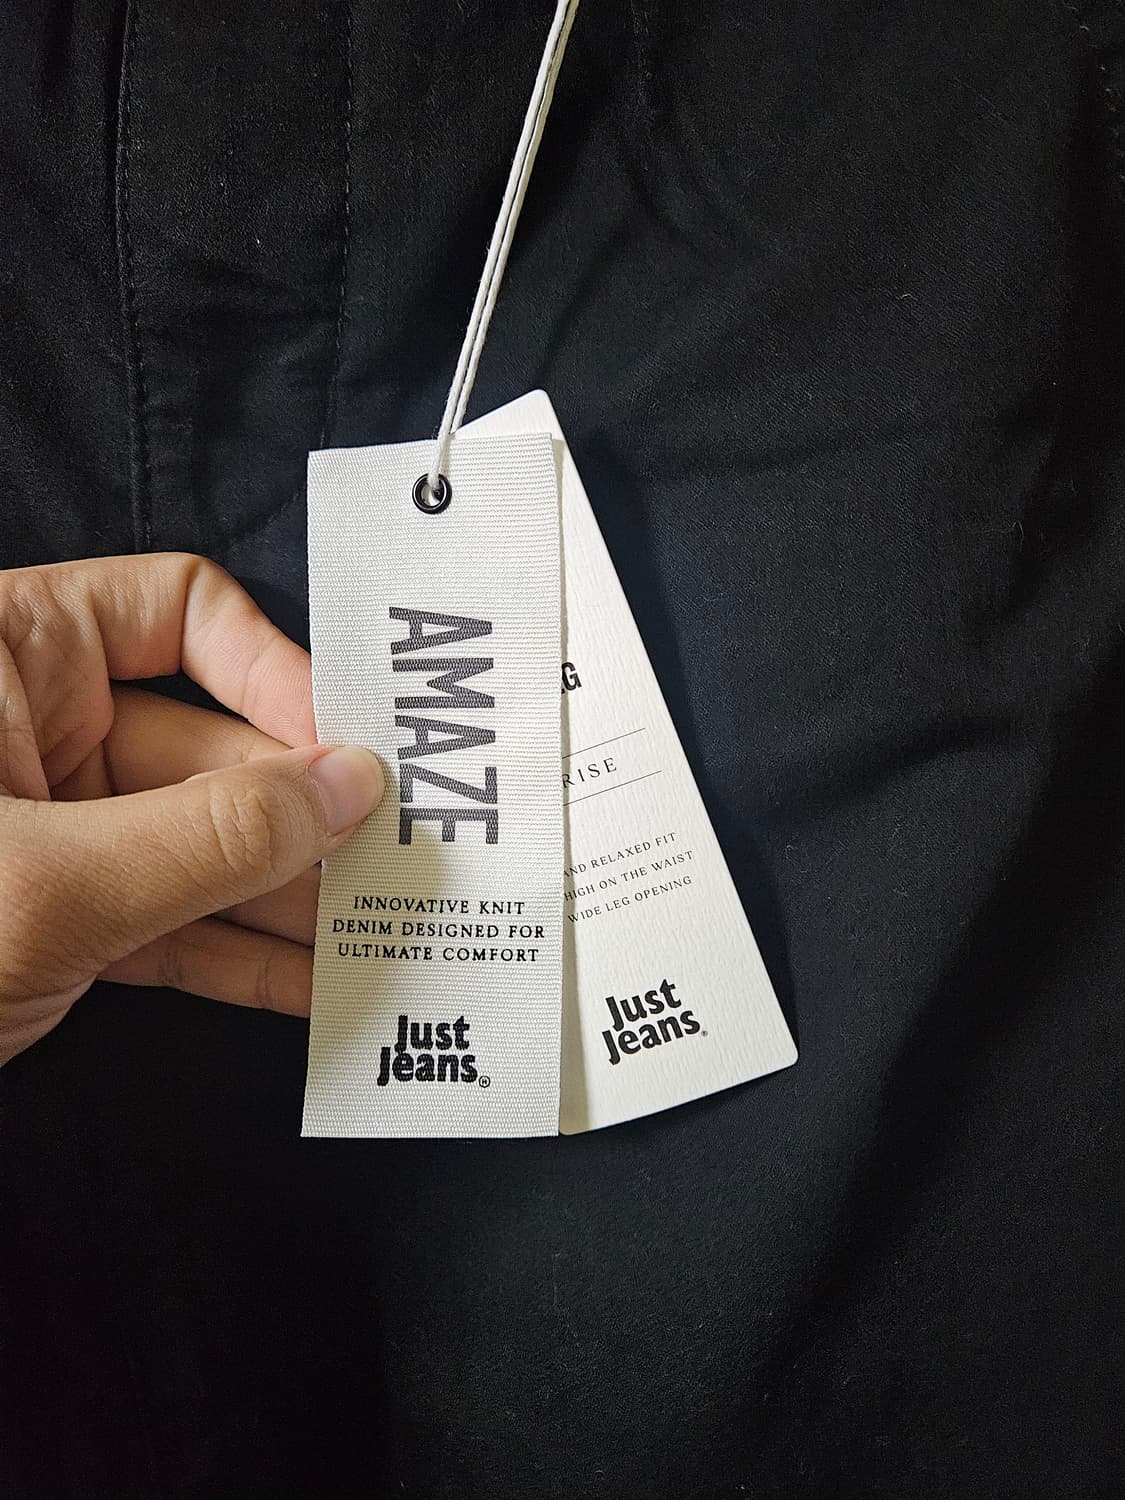 AMAZE
INNOVATIVE KNIT
DENIM DESIGNED FOR
ULTIMATE COMFORT
Just
Jeans®
RISE
AND RELAXED FIT
HIGH ON THE WAIST
WIDE LEG OPENING
Just
Jeans®